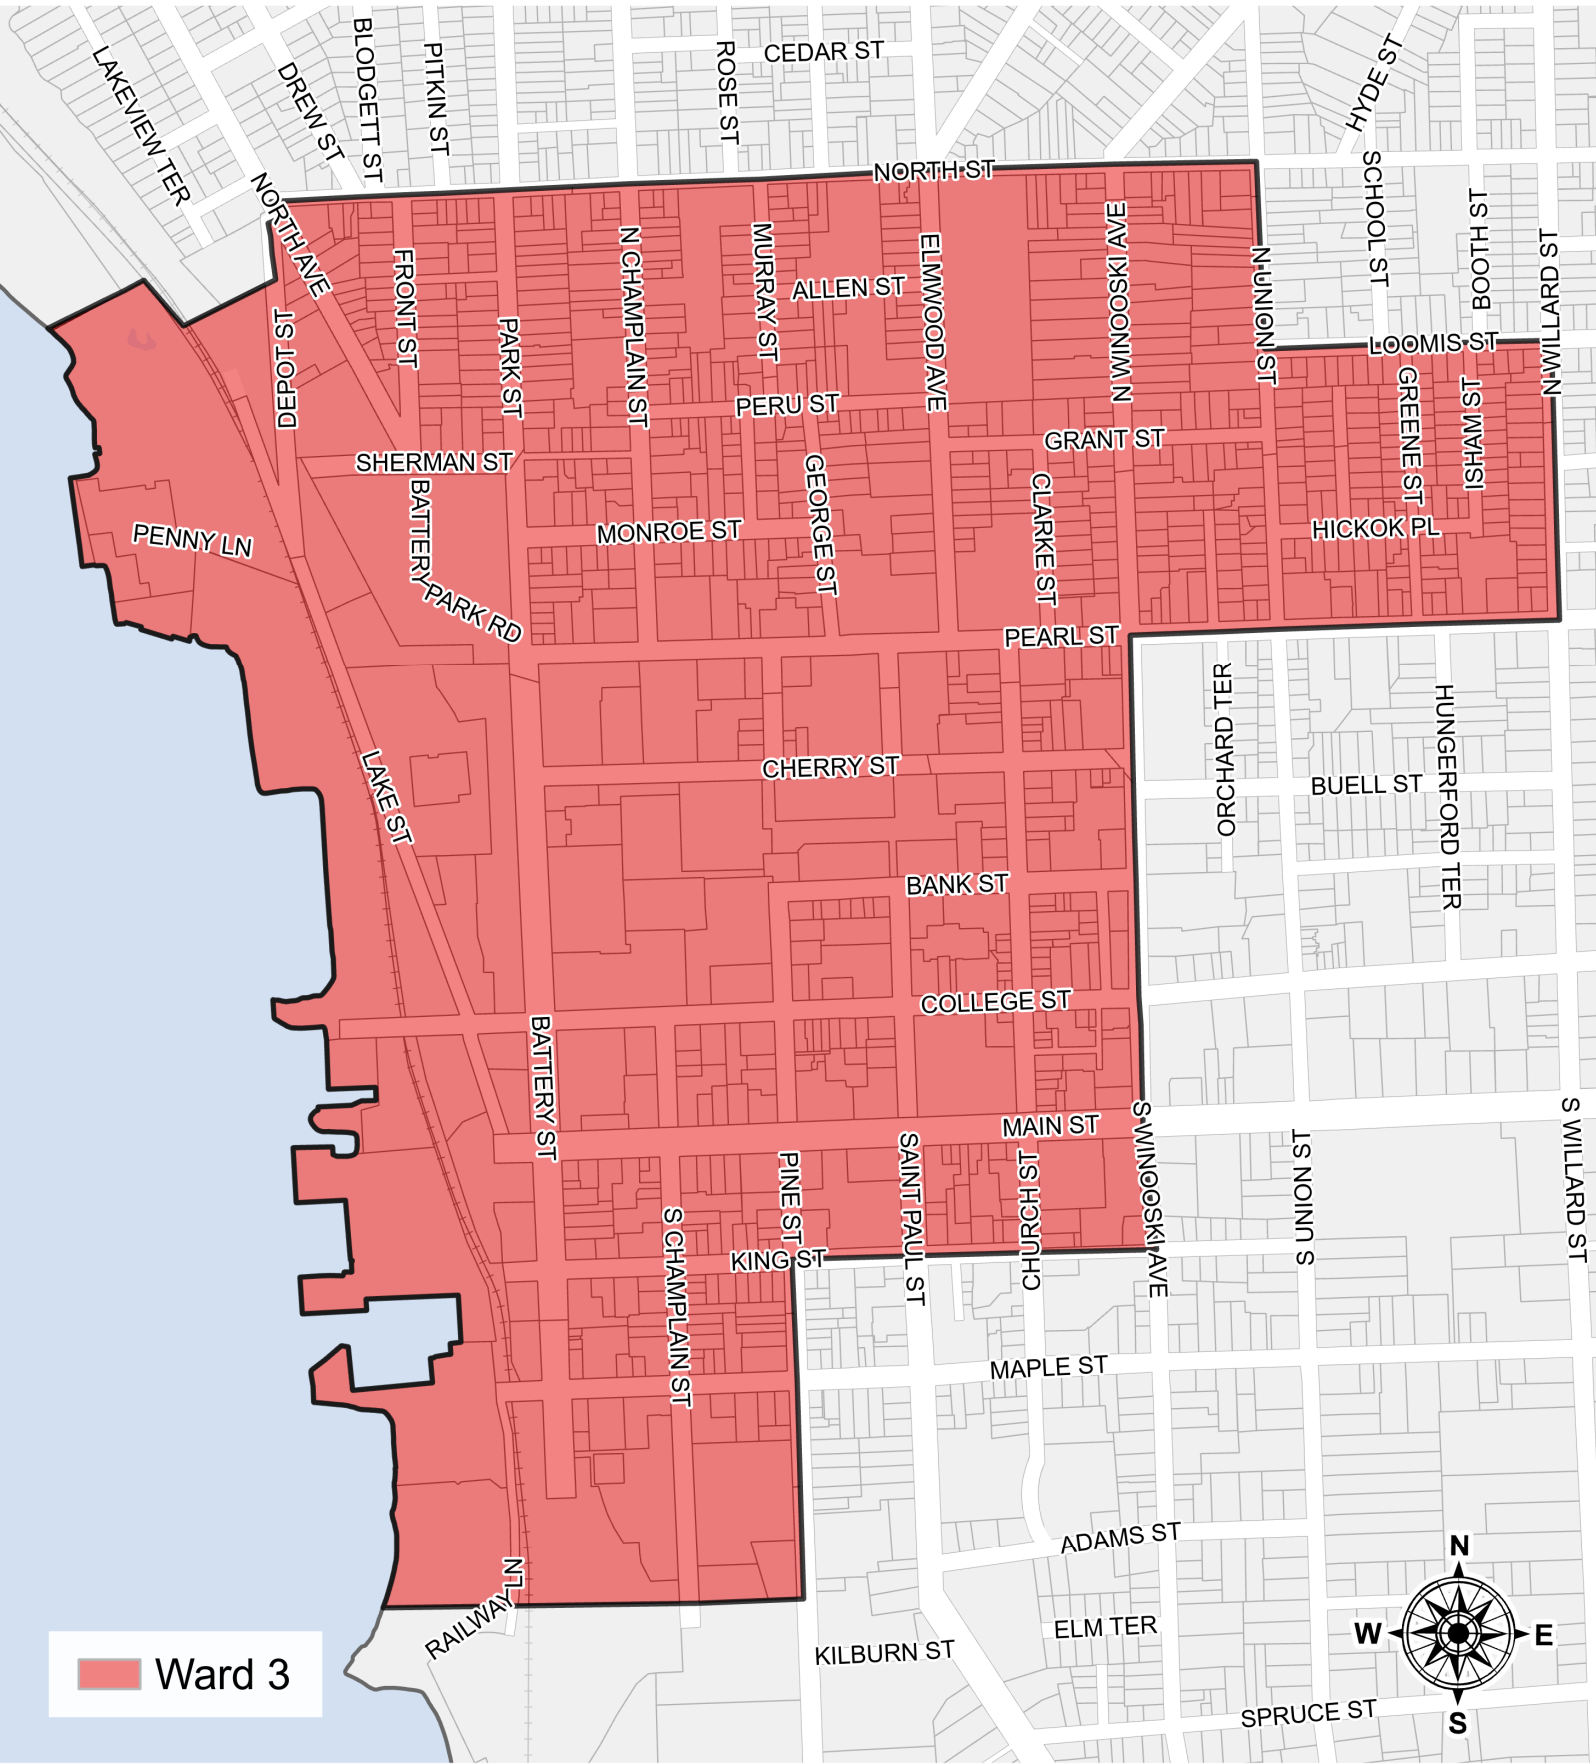 CEDAR ST
LAKEVIEW TER
DREW ST
BLODGETT ST
PITKIN ST
ROSE ST
HYDE ST
NORTH ST
NORTH AVE
SCHOOL ST
BOOTH ST
N WILLARD ST
FRONT ST
PARK ST
N CHAMPLAIN ST
MURRAY ST
ALLEN ST
ELMWOOD AVE
N WINOOSKI AVE
N UNION ST
DEPOT ST
LOOMIS ST
GREENE ST
ISHAM ST
PERU ST
GRANT ST
SHERMAN ST
BATTERY
PARK RD
GEORGE ST
CLARKE ST
PENNY LN
MONROE ST
HICKOK PL
PEARL ST
ORCHARD TER
HUNGERFORD TER
LAKE ST
CHERRY ST
BUELL ST
BANK ST
COLLEGE ST
BATTERY ST
MAIN ST
S WINOOSKI AVE
S UNION ST
S WILLARD ST
PINE ST
SAINT PAUL ST
CHURCH ST
S CHAMPLAIN ST
KING ST
MAPLE ST
ADAMS ST
RAILWAY LN
ELM TER
KILBURN ST
SPRUCE ST
N
W
E
S
Ward 3
3